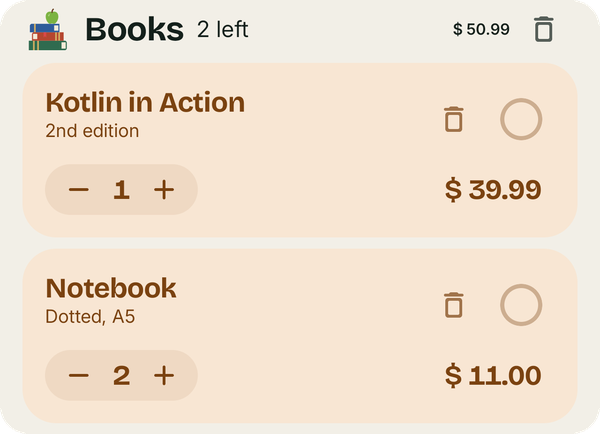 Books 2 left $ 50.99
Kotlin in Action
2nd edition
− 1 + $ 39.99
Notebook
Dotted, A5
− 2 + $ 11.00